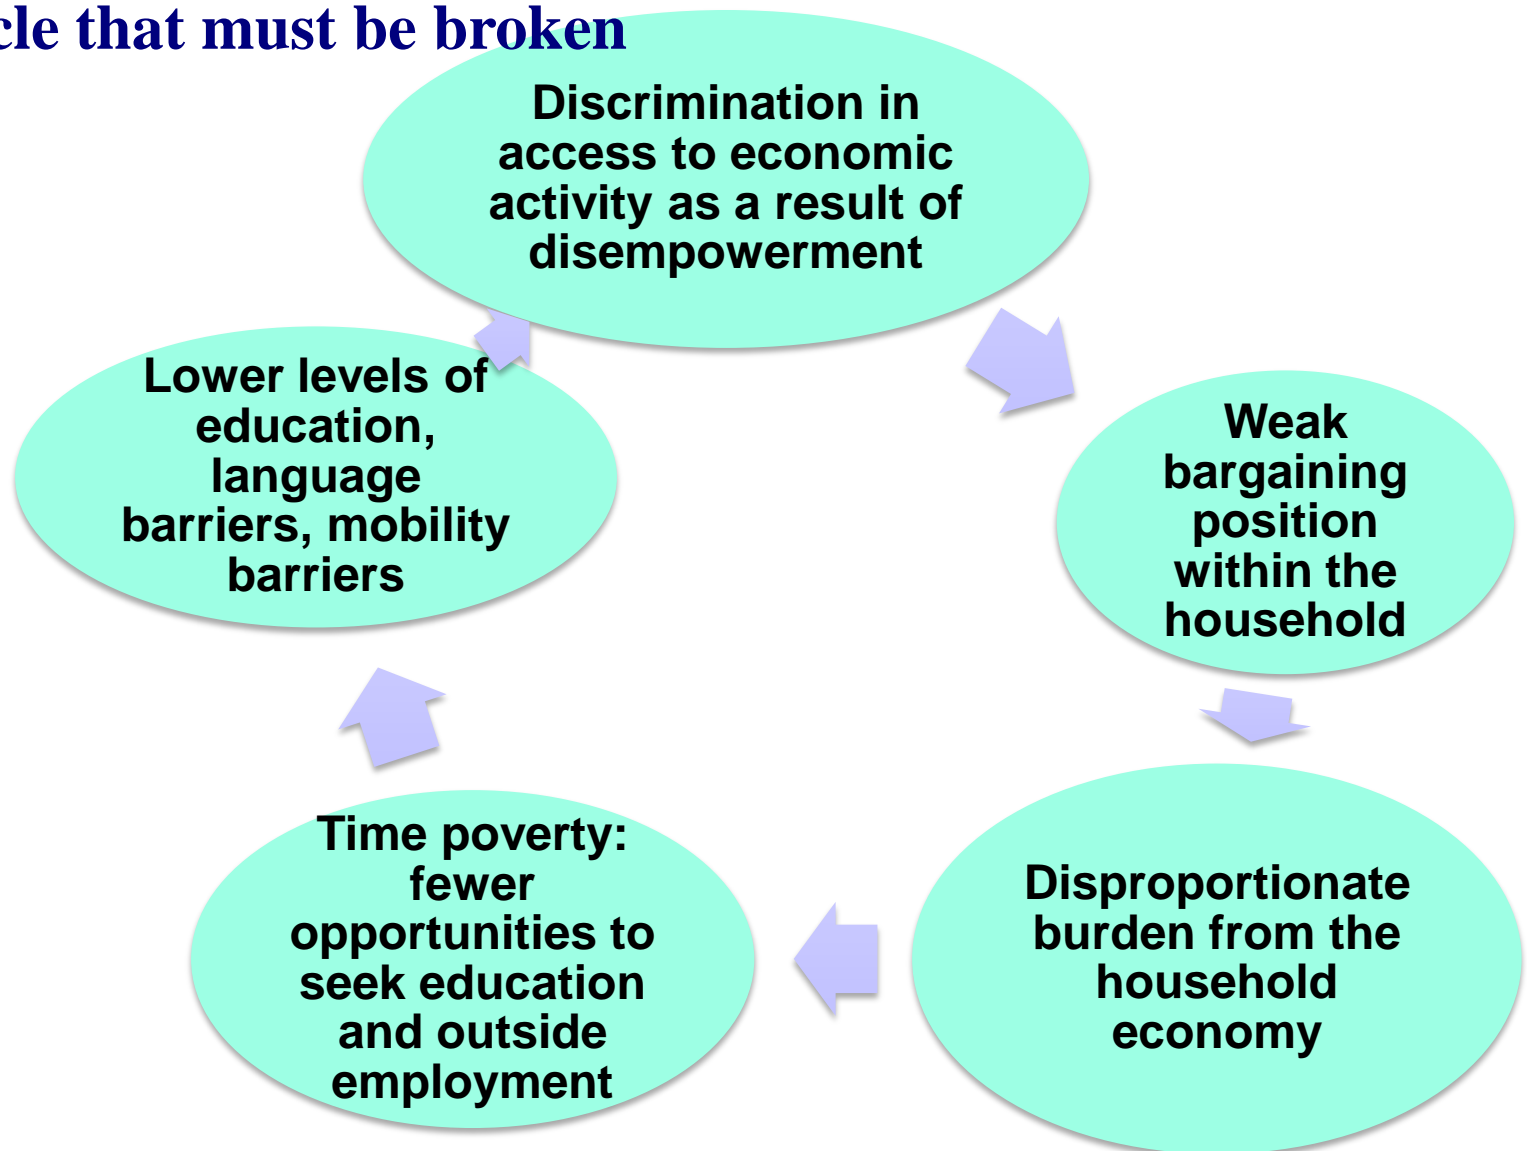 cle that must be broken
Discrimination in
access to economic
activity as a result of
disempowerment
Weak
bargaining
position
within the
household
Disproportionate
burden from the
household
economy
Time poverty:
fewer
opportunities to
seek education
and outside
employment
Lower levels of
education,
language
barriers, mobility
barriers